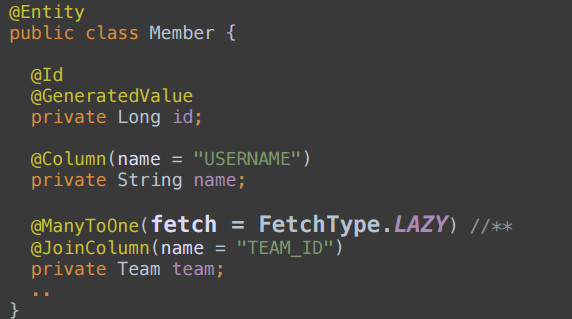 @Entity
public class Member {
@Id
@GeneratedValue
private Long id;
@Column(name = "USERNAME")
private String name;
@ManyToOne(fetch = FetchType.LAZY) //**
@JoinColumn(name = "TEAM_ID")
private Team team;
..
}